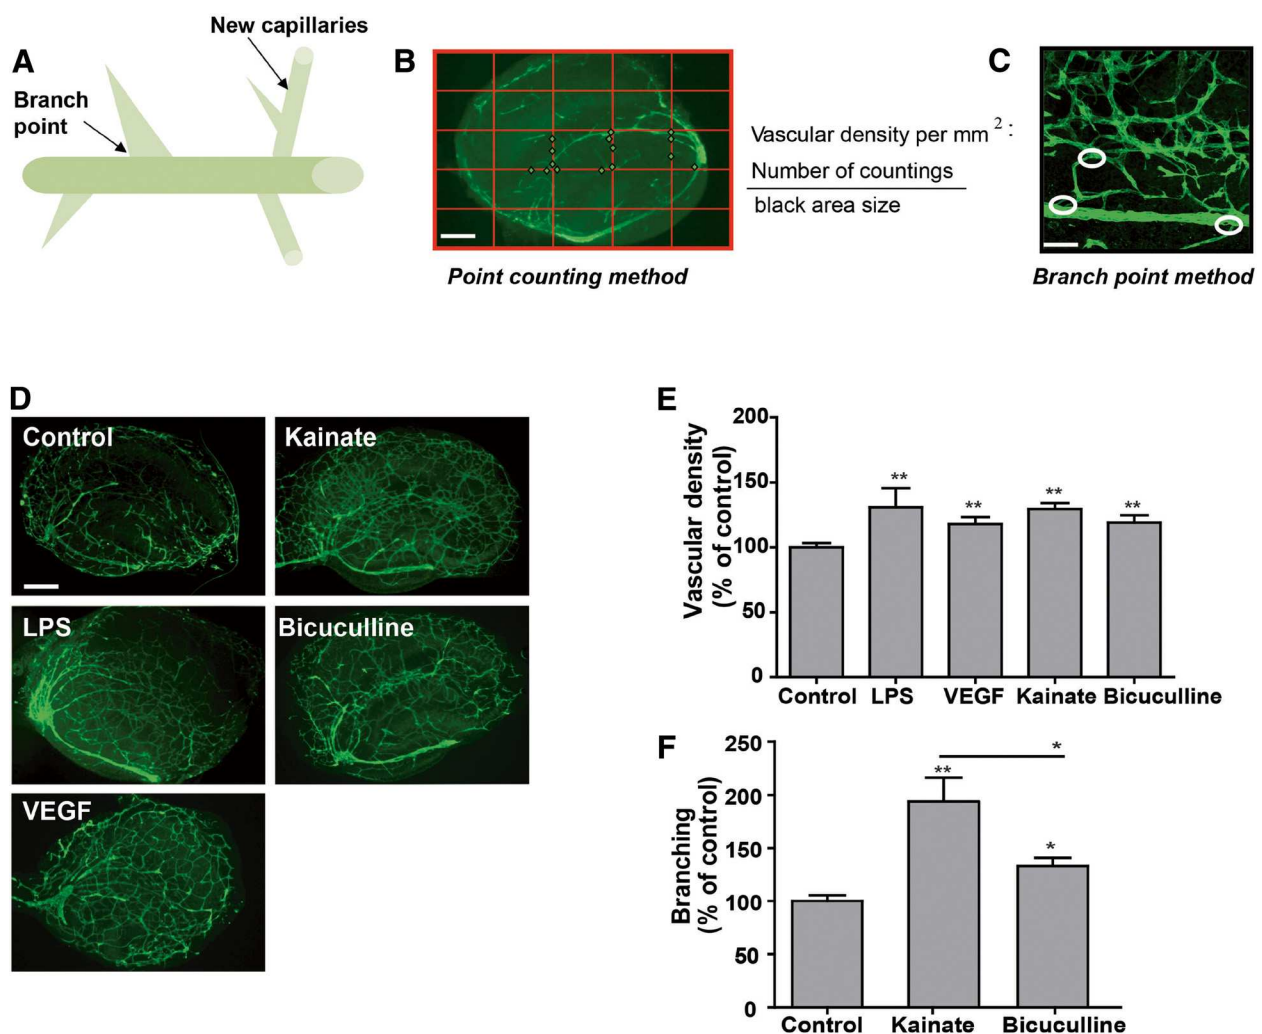 New capillaries
A
Branch
point
B
Point counting method
Vascular density per mm 2 :
Number of countings
black area size
C
Branch point method
D
Control
Kainate
LPS
Bicuculline
VEGF
E
Vascular density
(% of control)
200
150
100
50
0
**
**
**
**
Control LPS VEGF Kainate Bicuculline
F
Branching
(% of control)
250
200
150
100
50
0
*
**
*
Control Kainate Bicuculline